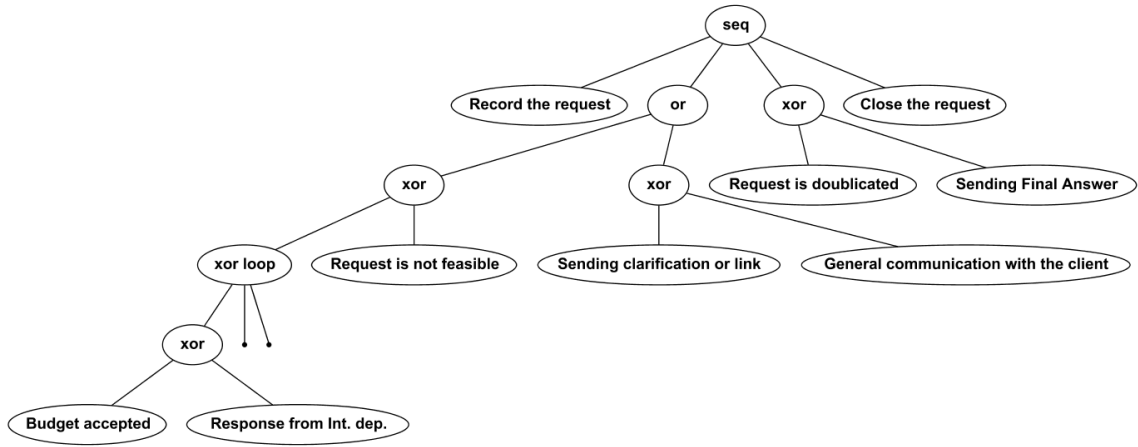 seq
Record the request
or
xor
Close the request
xor
xor
Request is doublicated
Sending Final Answer
xor loop
Request is not feasible
Sending clarification or link
General communication with the client
xor
Budget accepted
Response from Int. dep.